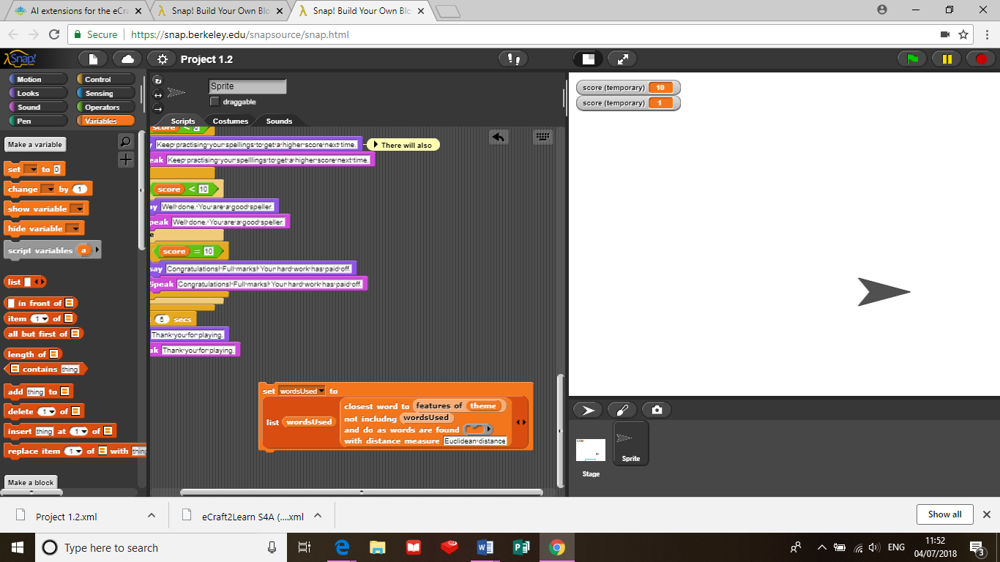 AI extensions for the eCra
Snap! Build Your Own Blo
Snap! Build Your Own Blo
Secure
https://snap.berkeley.edu/snapsource/snap.html
Snap!
Project 1.2
Motion
Control
Looks
Sensing
Sound
Operators
Pen
Variables
Sprite
draggable
Scripts
Costumes
Sounds
Make a variable
set to 0
change by 1
show variable
hide variable
script variables a
list
in front of
item 1 of
all but first of
length of
contains thing
add thing to
delete 1 of
insert thing at 1 of
replace item 1 of with thing
Make a block
score <
Keep practising your spellings to get a higher score next time.
There will also
eak Keep practising your spelllings to get a higher score next time.
score < 10
ay Well done. You are a good speller.
peak Well done. You are a good speller.
e
score = 10
say Congratulations! Full marks! Your hard work has paid off.
Speak Congratulations! Full marks! Your hard work has paid off.
5 secs
Thank you for playing.
ak Thank you for playing.
set wordsUsed to
list wordsUsed
closest word to features of theme
not includng wordsUsed
and do as words are found
with distance measure Euclidean distance
score (temporary) 10
score (temporary) 1
Stage
Sprite
Project 1.2.xml
eCraft2Learn S4A (....xml
Show all
Type here to search
ENG
11:52
04/07/2018
3